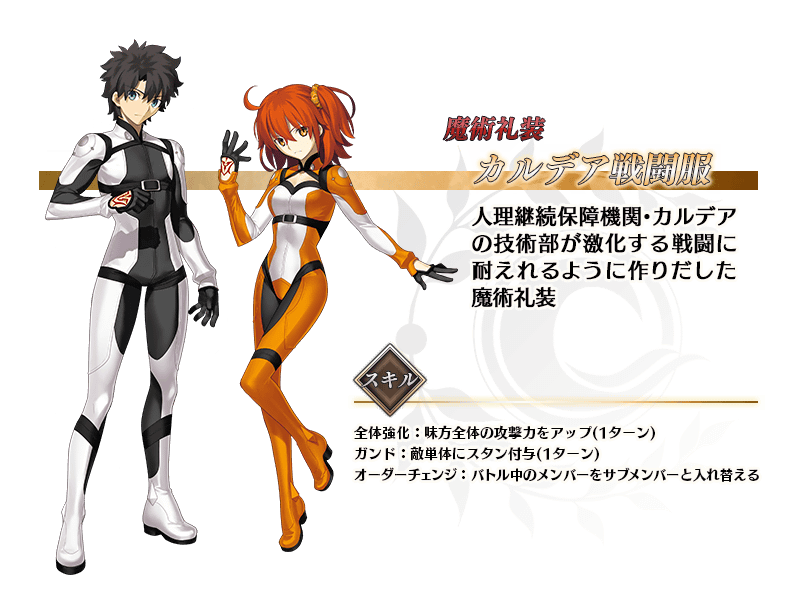 魔術礼装
カルデア戦闘服
人理継続保障機関・カルデア
の技術部が激化する戦闘に
耐えれるように作りだした
魔術礼装
スキル
全体強化：味方全体の攻撃力をアップ(1ターン)
ガンド：敵単体にスタン付与(1ターン)
オーダーチェンジ：バトル中のメンバーをサブメンバーと入れ替える